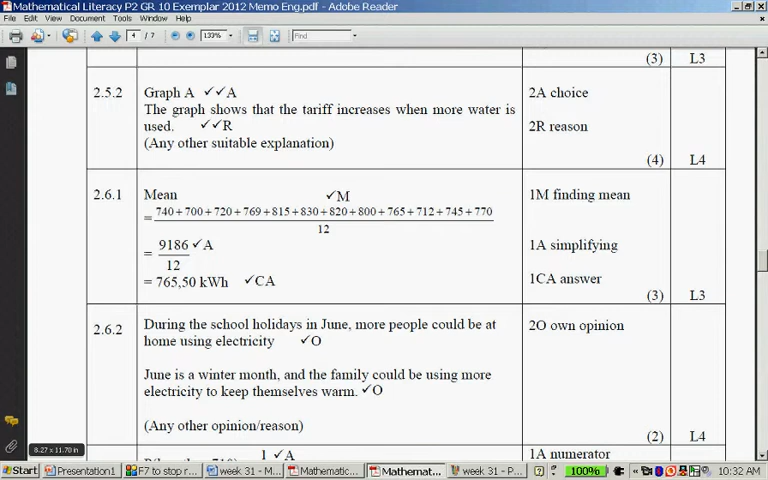 Mathematical Literacy P2 GR 10 Exemplar 2012 Memo Eng.pdf - Adobe Reader
File Edit View Document Tools Window Help
4 / 7 133% Find
(3) L3
2.5.2 Graph A ✓✓A 2A choice
The graph shows that the tariff increases when more water is
used. ✓✓R 2R reason
(Any other suitable explanation)
(4) L4
2.6.1 Mean ✓M 1M finding mean
= 740+700+720+769+815+830+820+800+765+712+745+770
12
= 9186 ✓A 1A simplifying
12
= 765,50 kWh ✓CA 1CA answer
(3) L3
2.6.2 During the school holidays in June, more people could be at 2O own opinion
home using electricity ✓O
June is a winter month, and the family could be using more
electricity to keep themselves warm. ✓O
(Any other opinion/reason)
(2) L4
8.27 x 11.70 in
1 ✓A 1A numerator
Start Presentation1 F7 to stop r... week 31 - M... Mathematic... Mathemat... week 31 - P... 100% 10:32 AM